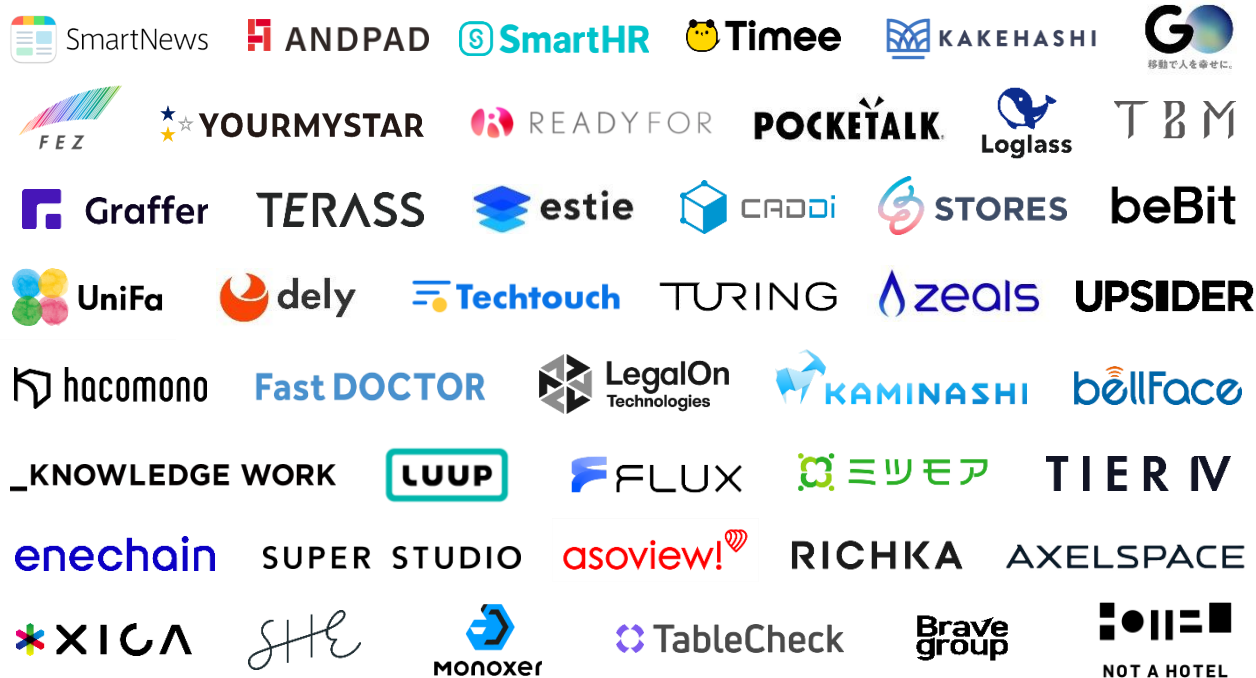 SmartNews
ANDPAD
SmartHR
Timee
KAKEHASHI
GO
移動で人を幸せに。
FEZ
YOURMYSTAR
READYFOR
POCKETALK
Loglass
TBM
Graffer
TERASS
estie
CADDi
STORES
beBit
UniFa
dely
Techtouch
TURING
zeals
UPSIDER
hacomono
Fast DOCTOR
LegalOn
Technologies
KAMINASHI
bellFace
_KNOWLEDGE WORK
LUUP
FLUX
ミツモア
TIER IV
enechain
SUPER STUDIO
asoview!
RICHKA
AXELSPACE
XICA
SHE
MONOXER
TableCheck
Brave
group
NOT A HOTEL